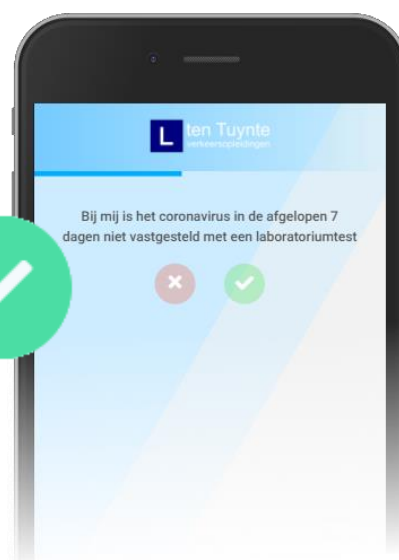 L ten Tuynte
verkeersopleidingen
Bij mij is het coronavirus in de afgelopen 7
dagen niet vastgesteld met een laboratoriumtest